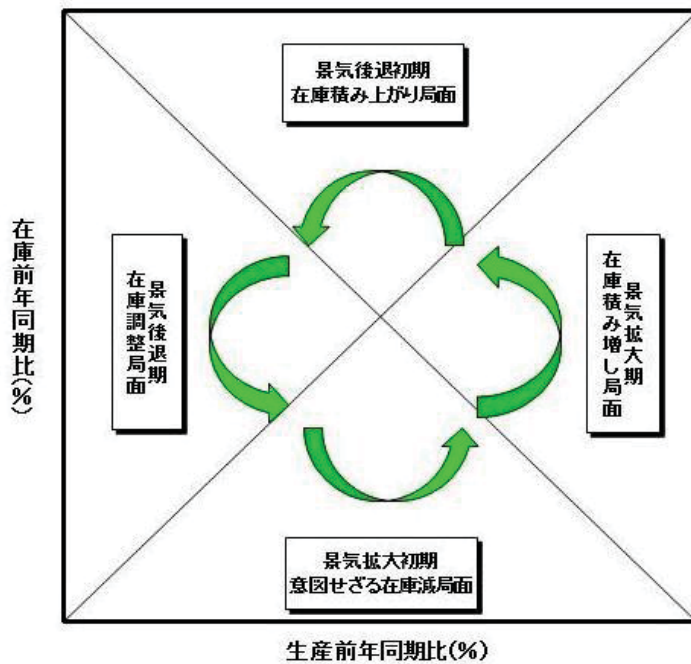 景気後退初期
在庫積み上がり局面
在庫前年同期比(%)
景気後退期
在庫調整局面
景気拡大期
在庫積み増し局面
景気拡大初期
意図せざる在庫減局面
生産前年同期比(%)